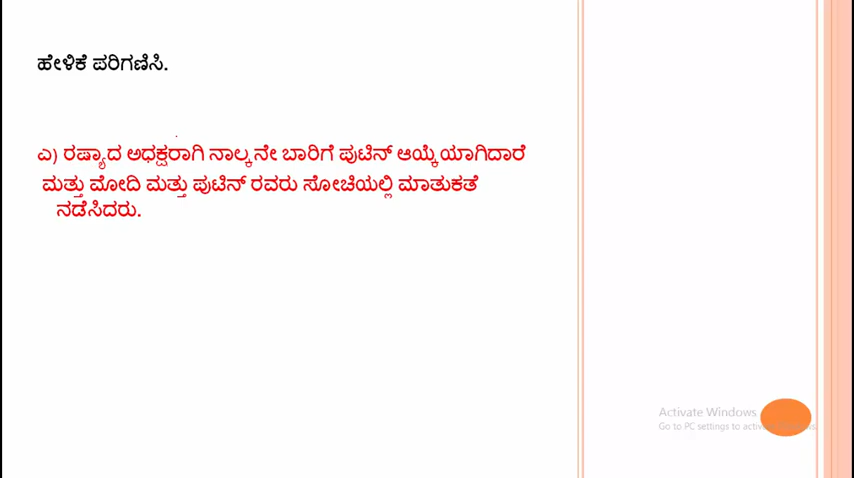 ಹೇಳಿಕೆ ಪರಿಗಣಿಸಿ.
ಎ) ರಷ್ಯಾದ ಅಧಕ್ಷರಾಗಿ ನಾಲ್ಕನೇ ಬಾರಿಗೆ ಪುಟಿನ್ ಆಯ್ಕೆಯಾಗಿದಾರೆ
ಮತ್ತು ಮೋದಿ ಮತ್ತು ಪುಟಿನ್ ರವರು ಸೋಚಿಯಲ್ಲಿ ಮಾತುಕತೆ
ನಡೆಸಿದರು.
Activate Windows
Go to PC settings to activate Windows.